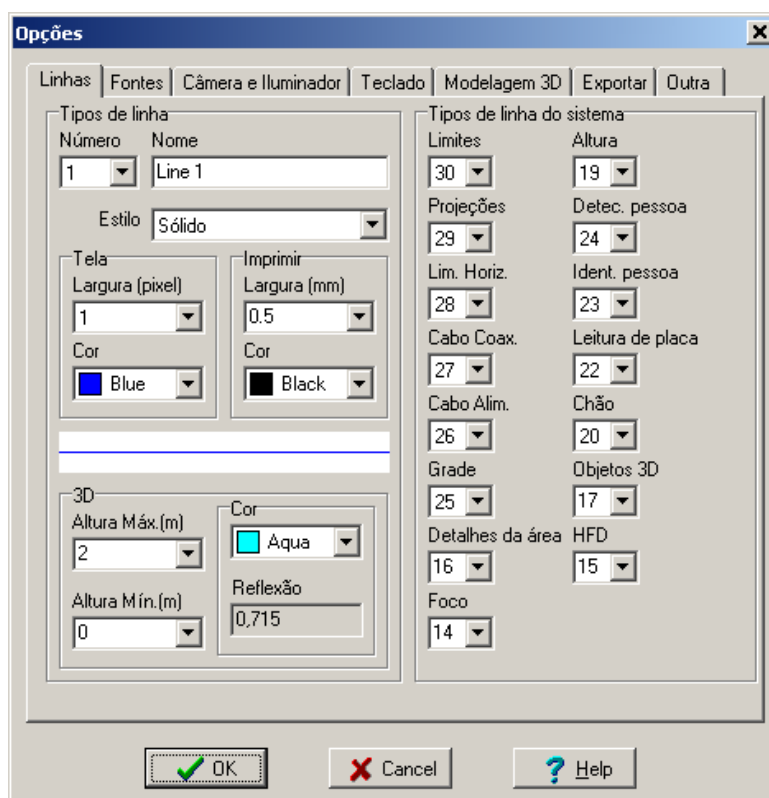 Opções
Linhas Fontes Câmera e Iluminador Teclado Modelagem 3D Exportar Outra
Tipos de linha
Número Nome
1 Line 1
Estilo Sólido
Tela
Largura (pixel)
1
Cor
Blue
Imprimir
Largura (mm)
0.5
Cor
Black
3D
Altura Máx.(m)
2
Altura Mín.(m)
0
Cor
Aqua
Reflexão
0,715
Tipos de linha do sistema
Limites Altura
30 19
Projeções Detec. pessoa
29 24
Lim. Horiz. Ident. pessoa
28 23
Cabo Coax. Leitura de placa
27 22
Cabo Alim. Chão
26 20
Grade Objetos 3D
25 17
Detalhes da área HFD
16 15
Foco
14
OK Cancel Help